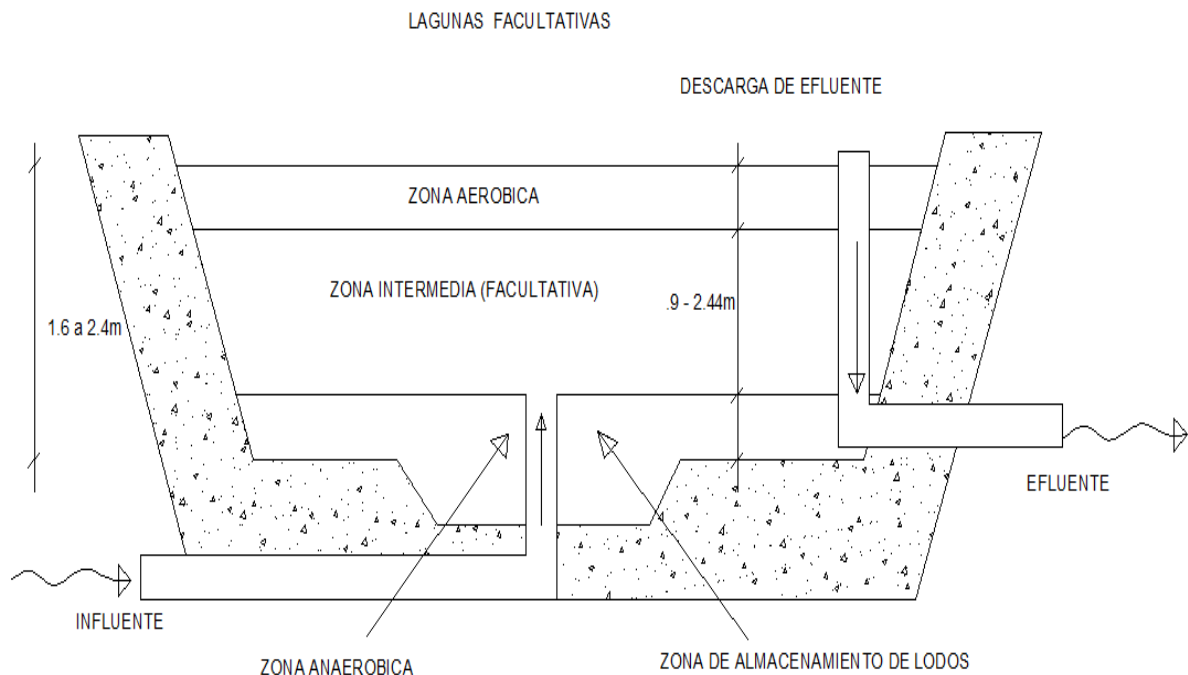 LAGUNAS FACULTATIVAS
DESCARGA DE EFLUENTE
ZONA AEROBICA
ZONA INTERMEDIA (FACULTATIVA)
.9 - 2.44m
1.6 a 2.4m
EFLUENTE
INFLUENTE
ZONA ANAEROBICA
ZONA DE ALMACENAMIENTO DE LODOS